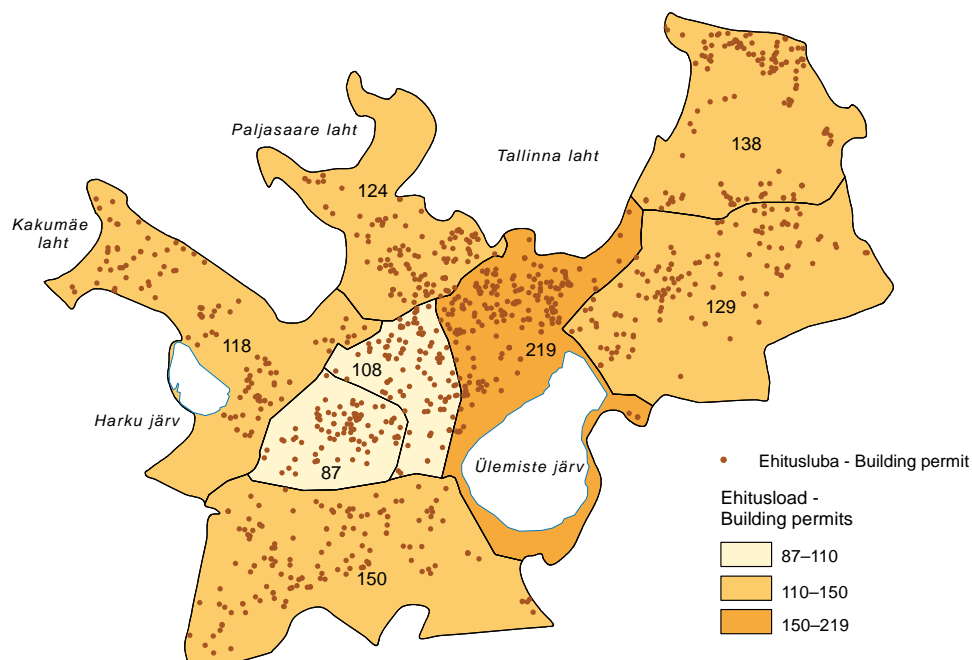 Paljasaare laht
Tallinna laht
138
124
Kakumäe
laht
129
118
219
108
Harku järv
87
Ülemiste järv
150
Ehitusluba - Building permit
Ehitusload -
Building permits
87–110
110–150
150–219